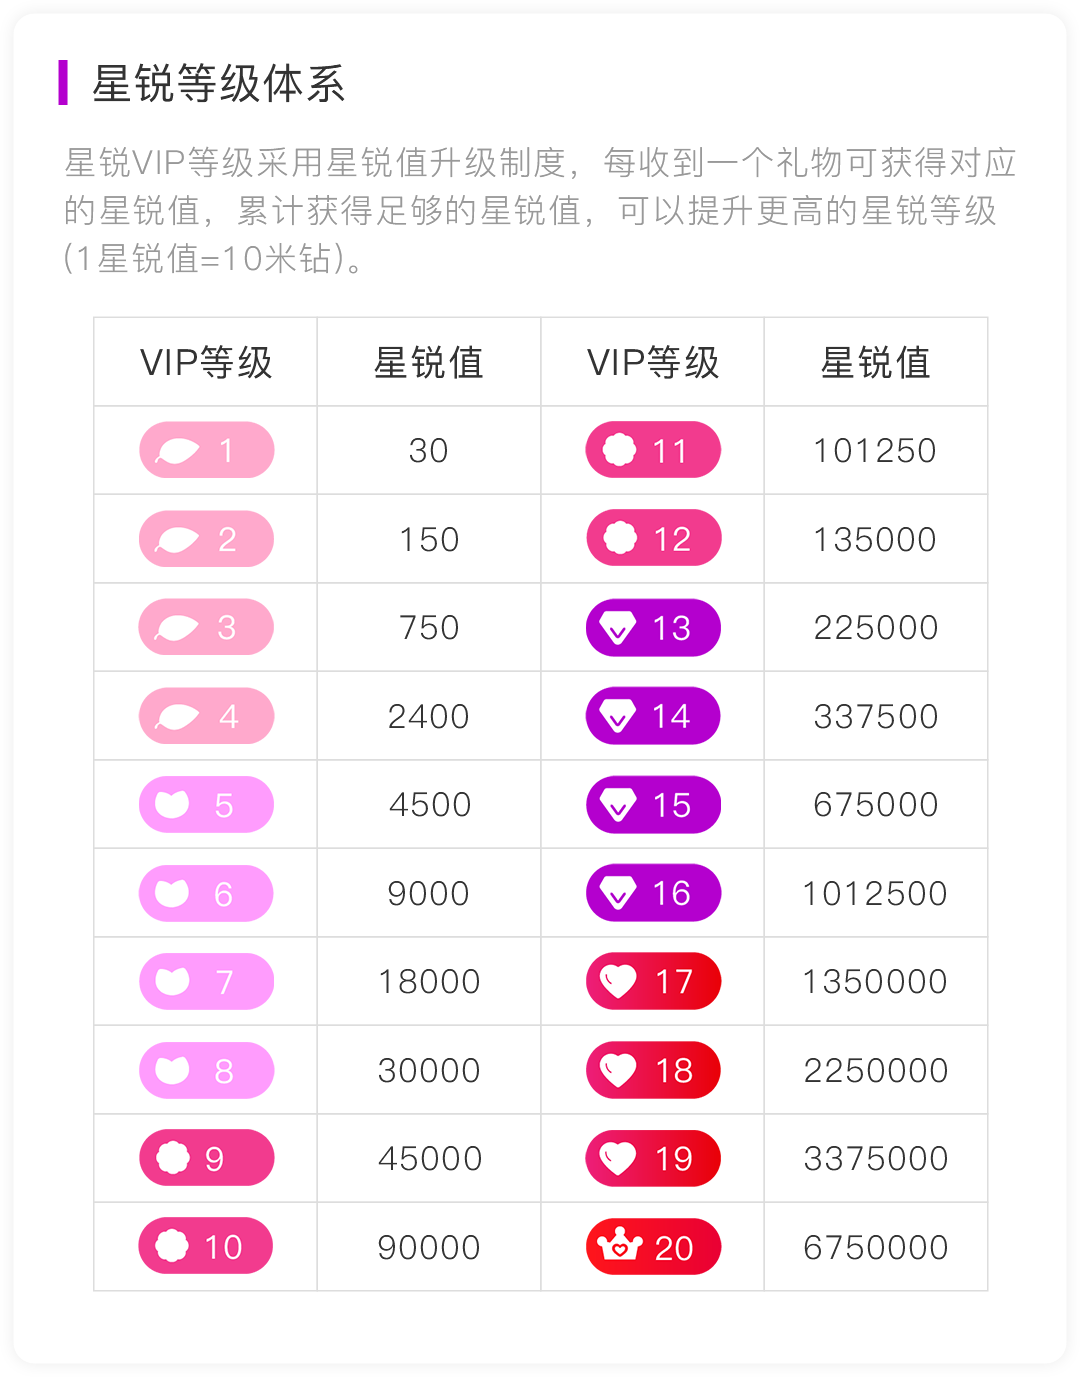 星锐等级体系
星锐VIP等级采用星锐值升级制度，每收到一个礼物可获得对应
的星锐值，累计获得足够的星锐值，可以提升更高的星锐等级
(1星锐值=10米钻)。
VIP等级 星锐值 VIP等级 星锐值
1 30 11 101250
2 150 12 135000
3 750 13 225000
4 2400 14 337500
5 4500 15 675000
6 9000 16 1012500
7 18000 17 1350000
8 30000 18 2250000
9 45000 19 3375000
10 90000 20 6750000